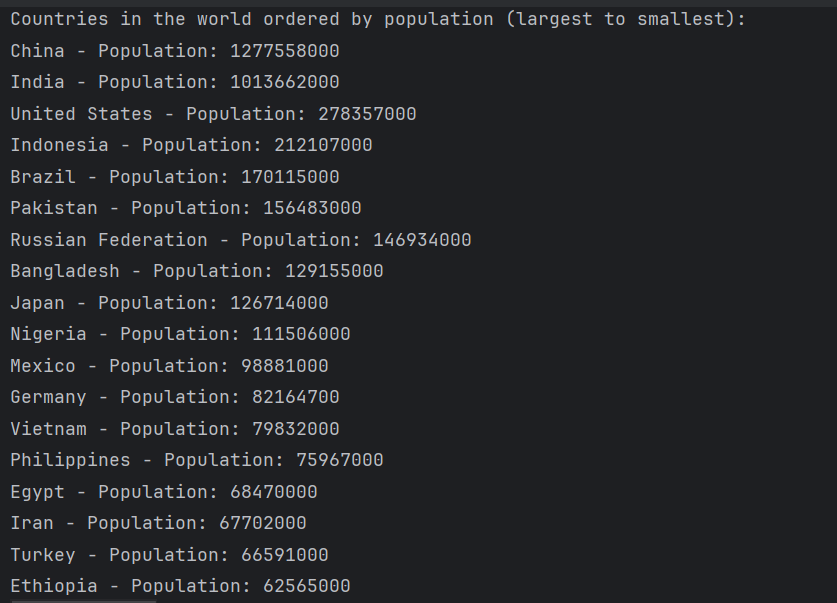 Countries in the world ordered by population (largest to smallest):
China - Population: 1277558000
India - Population: 1013662000
United States - Population: 278357000
Indonesia - Population: 212107000
Brazil - Population: 170115000
Pakistan - Population: 156483000
Russian Federation - Population: 146934000
Bangladesh - Population: 129155000
Japan - Population: 126714000
Nigeria - Population: 111506000
Mexico - Population: 98881000
Germany - Population: 82164700
Vietnam - Population: 79832000
Philippines - Population: 75967000
Egypt - Population: 68470000
Iran - Population: 67702000
Turkey - Population: 66591000
Ethiopia - Population: 62565000